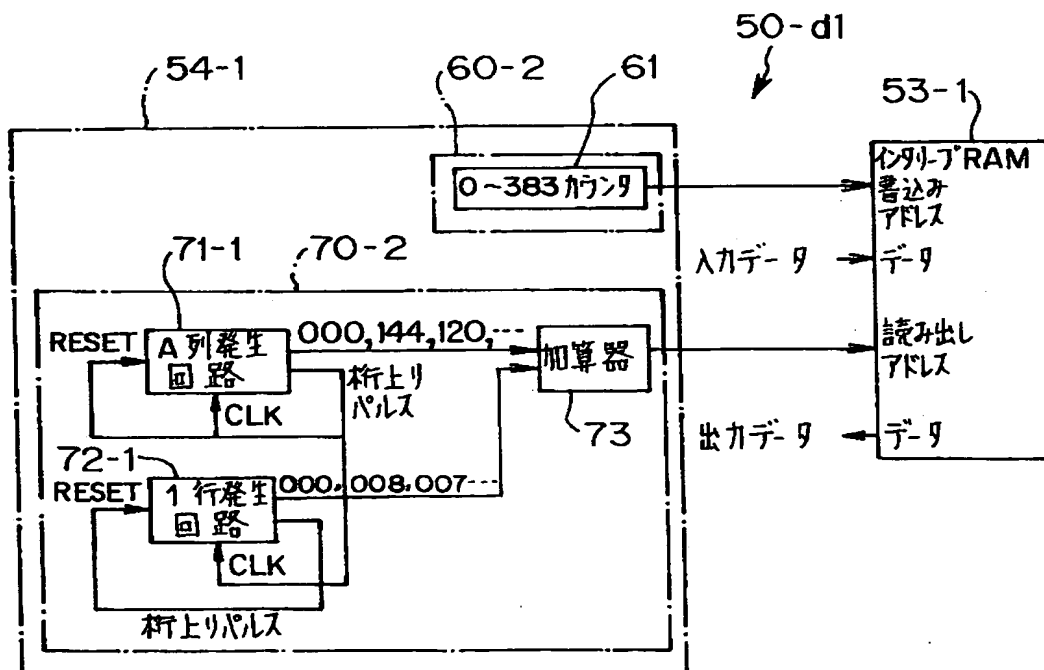 50-d1
54-1
60-2
61
53-1
0~383カウンタ
インタリーブRAM
書込み
アドレス
入力データ
データ
71-1
70-2
RESET
A列発生
回路
000,144,120,…
桁上り
パルス
加算器
73
読み出し
アドレス
CLK
出力データ
データ
72-1
RESET
1行発生
回路
000,008,007…
CLK
桁上りパルス